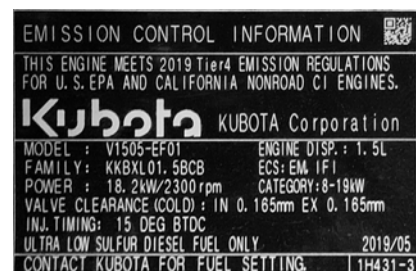 EMISSION CONTROL INFORMATION
THIS ENGINE MEETS 2019 Tier4 EMISSION REGULATIONS
FOR U.S. EPA AND CALIFORNIA NONROAD CI ENGINES.
Kubota KUBOTA Corporation
MODEL : V1505-EF01 ENGINE DISP.: 1.5L
FAMILY: KKBXL01.5BCB ECS: EM, IFI
POWER : 18.2kW/2300rpm CATEGORY:8-19kW
VALVE CLEARANCE(COLD): IN 0.165mm EX 0.165mm
INJ. TIMING: 15 DEG BTDC
ULTRA LOW SULFUR DIESEL FUEL ONLY 2019/05
CONTACT KUBOTA FOR FUEL SETTING. 1H431-3